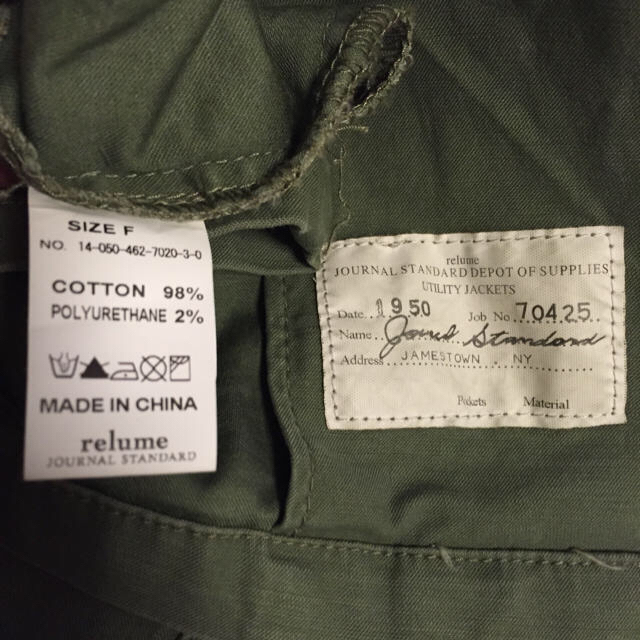 SIZE F
NO. 14-050-462-7020-3-0
COTTON 98%
POLYURETHANE 2%
MADE IN CHINA
relume
JOURNAL STANDARD
relume
JOURNAL STANDARD DEPOT OF SUPPLIES
UTILITY JACKETS
Date 1950 Job No 70425
Name Jornal Standard
Address JAMESTOWN NY
Pockets Material